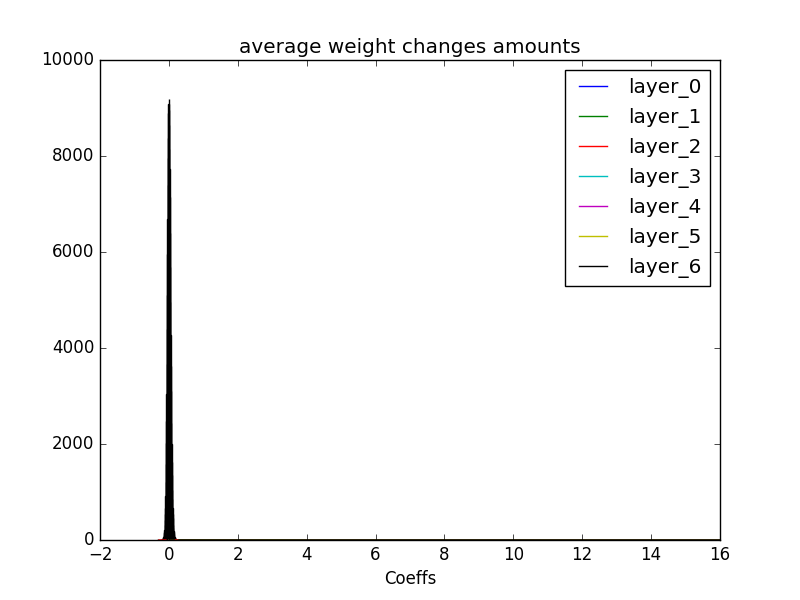 average weight changes amounts
10000
8000
6000
4000
2000
0
−2 0 2 4 6 8 10 12 14 16
Coeffs
layer_0
layer_1
layer_2
layer_3
layer_4
layer_5
layer_6